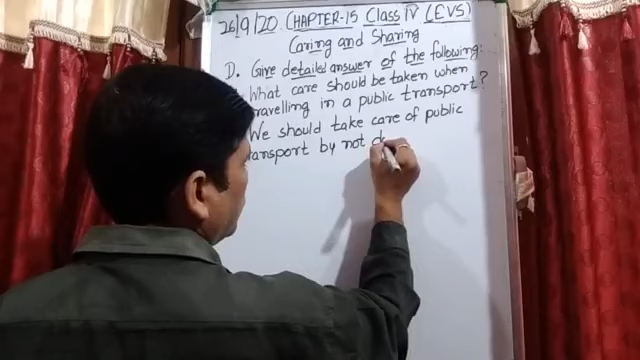 26/9/20. CHAPTER-15 Class IV (EVS)
Caring and Sharing
D. Give detailed answer of the following:
What care should be taken when
travelling in a public transport?
We should take care of public
transport by not d